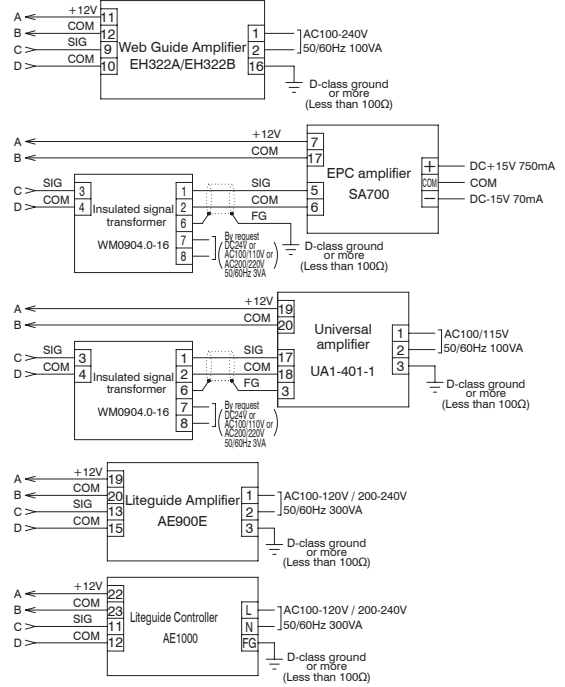 A +12V 11
B COM 12 1 AC100-240V
C SIG 9 Web Guide Amplifier 2 50/60Hz 100VA
D COM 10 EH322A/EH322B 16
D-class ground
or more
(Less than 100Ω)
A +12V 7
B COM 17 EPC amplifier + DC+15V 750mA
C SIG 3 1 SIG 5 SA700 COM COM
D COM 4 Insulated signal 2 COM 6 − DC-15V 70mA
transformer 6 FG
WM0904.0-16 7 By request
8 DC24V or
AC100/110V or
AC200/220V
50/60Hz 3VA
D-class ground
or more
(Less than 100Ω)
A +12V 19
B COM 20 Universal
amplifier 1 AC100/115V
C SIG 3 1 SIG 17 2 50/60Hz 100VA
D COM 4 Insulated signal 2 COM 18 UA1-401-1 3
transformer 6 FG 3
WM0904.0-16 7 By request
8 DC24V or
AC100/110V or
AC200/220V
50/60Hz 3VA
D-class ground
or more
(Less than 100Ω)
A +12V 19
B COM 20 Liteguide Amplifier 1 AC100-120V / 200-240V
C SIG 13 AE900E 2 50/60Hz 300VA
D COM 15 3
D-class ground
or more
(Less than 100Ω)
A +12V 22
B COM 23 Liteguide Controller L AC100-120V / 200-240V
C SIG 11 AE1000 N 50/60Hz 300VA
D COM 12 FG
D-class ground
or more
(Less than 100Ω)